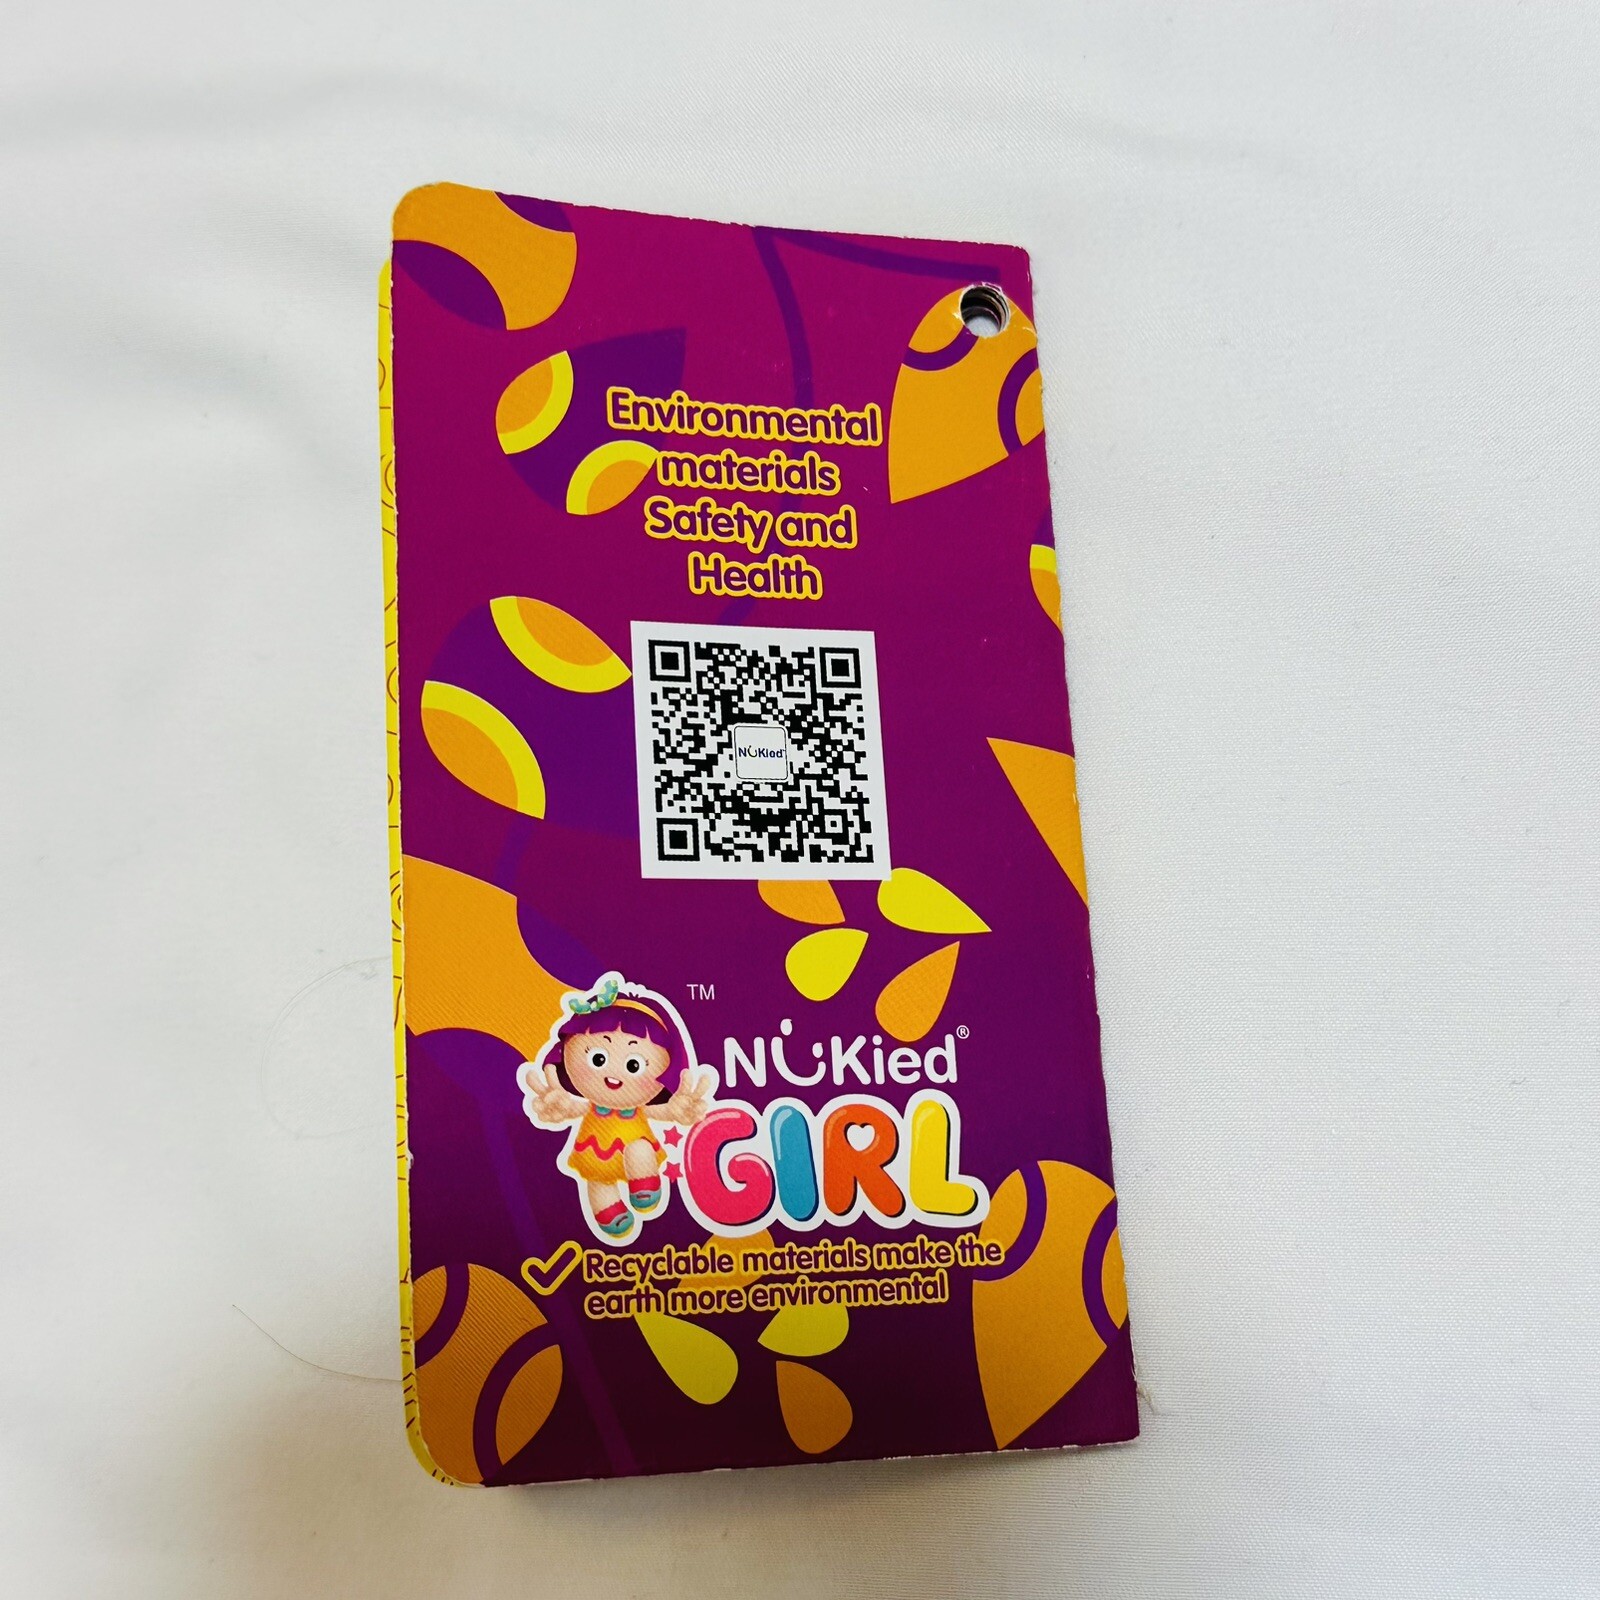 Environmental
materials
Safety and
Health
NUKied
TM
NUKied®
GIRL
Recyclable materials make the
earth more environmental